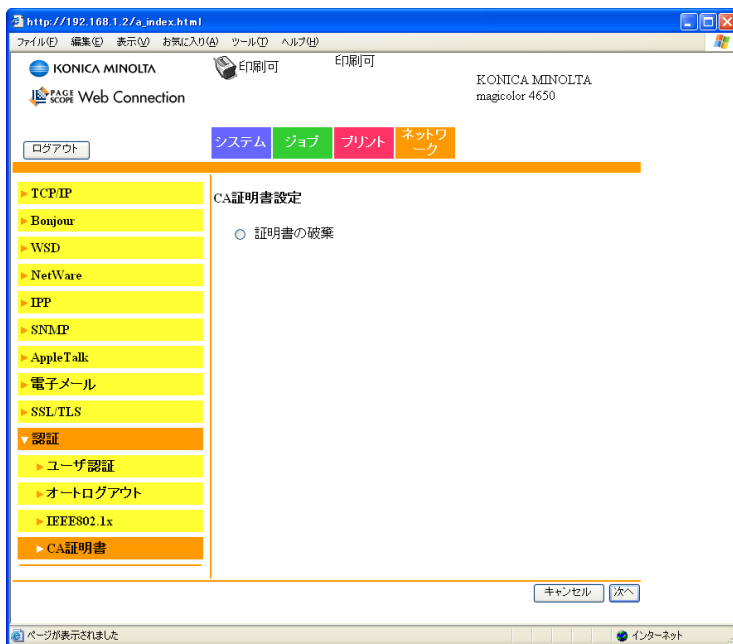 http://192.168.1.2/a_index.html
ファイル(F) 編集(E) 表示(V) お気に入り(A) ツール(T) ヘルプ(H)
KONICA MINOLTA
印刷可
印刷可
PAGE SCOPE Web Connection
KONICA MINOLTA
magicolor 4650
ログアウト
システム
ジョブ
プリント
ネットワ
ーク
TCP/IP
Bonjour
WSD
NetWare
IPP
SNMP
AppleTalk
電子メール
SSL/TLS
認証
ユーザ認証
オートログアウト
IEEE802.1x
CA証明書
CA証明書設定
証明書の破棄
キャンセル
次へ
ページが表示されました
インターネット